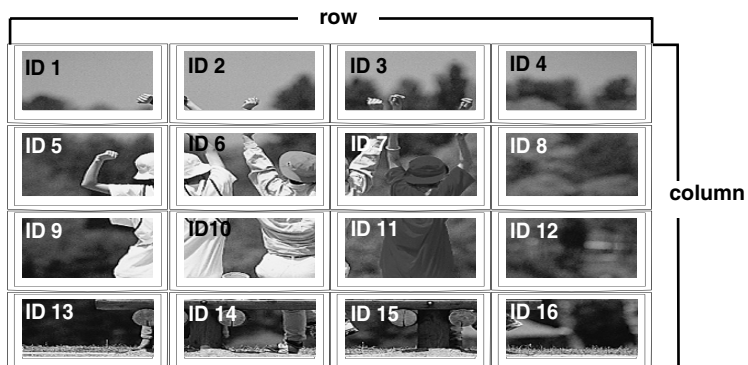 row
ID 1
ID 2
ID 3
ID 4
ID 5
ID 6
ID 7
ID 8
column
ID 9
ID10
ID 11
ID 12
ID 13
ID 14
ID 15
ID 16